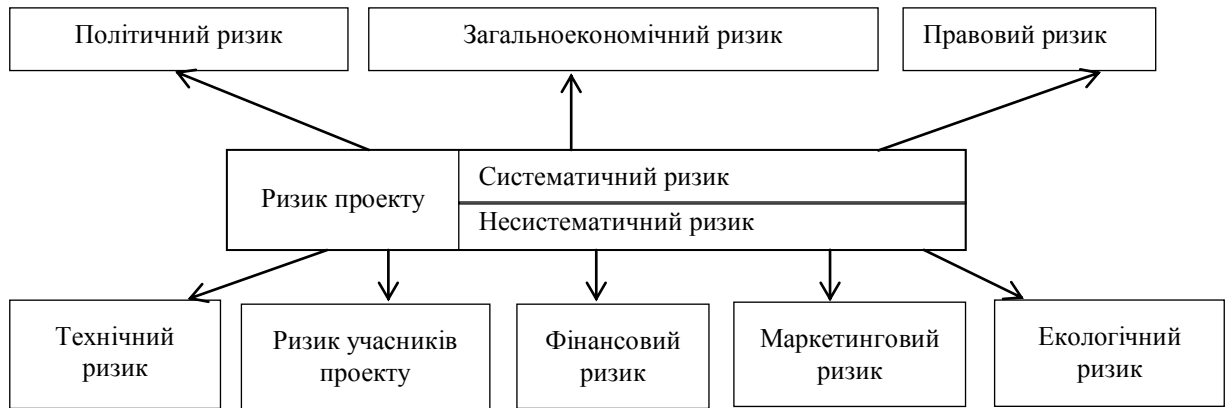 Політичний ризик
Загальноекономічний ризик
Правовий ризик
Ризик проекту
Систематичний ризик
Несистематичний ризик
Технічний
ризик
Ризик учасників
проекту
Фінансовий
ризик
Маркетинговий
ризик
Екологічний
ризик